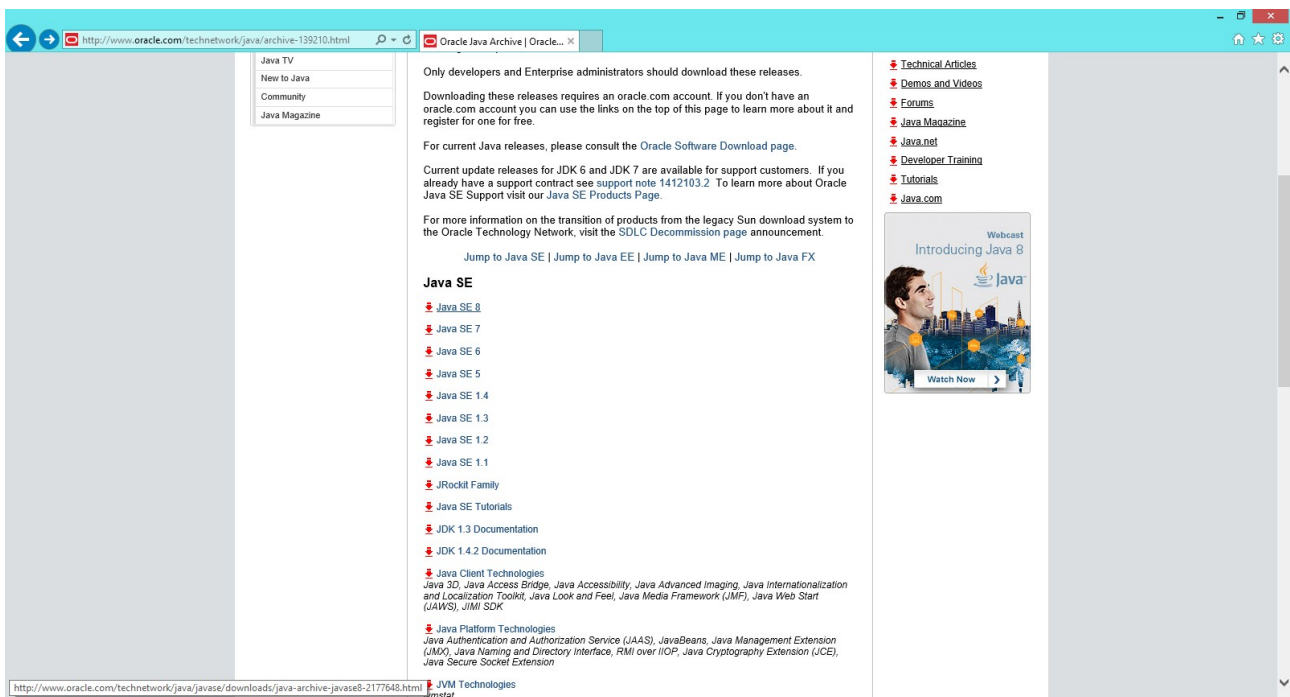 http://www.oracle.com/technetwork/java/archive-139210.html
Oracle Java Archive | Oracle...
Java TV
New to Java
Community
Java Magazine
Only developers and Enterprise administrators should download these releases.
Downloading these releases requires an oracle.com account. If you don't have an
oracle.com account you can use the links on the top of this page to learn more about it and
register for one for free.
For current Java releases, please consult the Oracle Software Download page.
Current update releases for JDK 6 and JDK 7 are available for support customers. If you
already have a support contract see support note 1412103.2 To learn more about Oracle
Java SE Support visit our Java SE Products Page.
For more information on the transition of products from the legacy Sun download system to
the Oracle Technology Network, visit the SDLC Decommission page announcement.
Jump to Java SE | Jump to Java EE | Jump to Java ME | Jump to Java FX
Java SE
Java SE 8
Java SE 7
Java SE 6
Java SE 5
Java SE 1.4
Java SE 1.3
Java SE 1.2
Java SE 1.1
JRockit Family
Java SE Tutorials
JDK 1.3 Documentation
JDK 1.4.2 Documentation
Java Client Technologies
Java 3D, Java Access Bridge, Java Accessibility, Java Advanced Imaging, Java Internationalization
and Localization Toolkit, Java Look and Feel, Java Media Framework (JMF), Java Web Start
(JAWS), JIMI SDK
Java Platform Technologies
Java Authentication and Authorization Service (JAAS), JavaBeans, Java Management Extension
(JMX), Java Naming and Directory Interface, RMI over IIOP, Java Cryptography Extension (JCE),
Java Secure Socket Extension
JVM Technologies
Technical Articles
Demos and Videos
Forums
Java Magazine
Java.net
Developer Training
Tutorials
Java.com
Webcast
Introducing Java 8
Java
Watch Now
http://www.oracle.com/technetwork/java/javase/downloads/java-archive-javase8-2177648.html